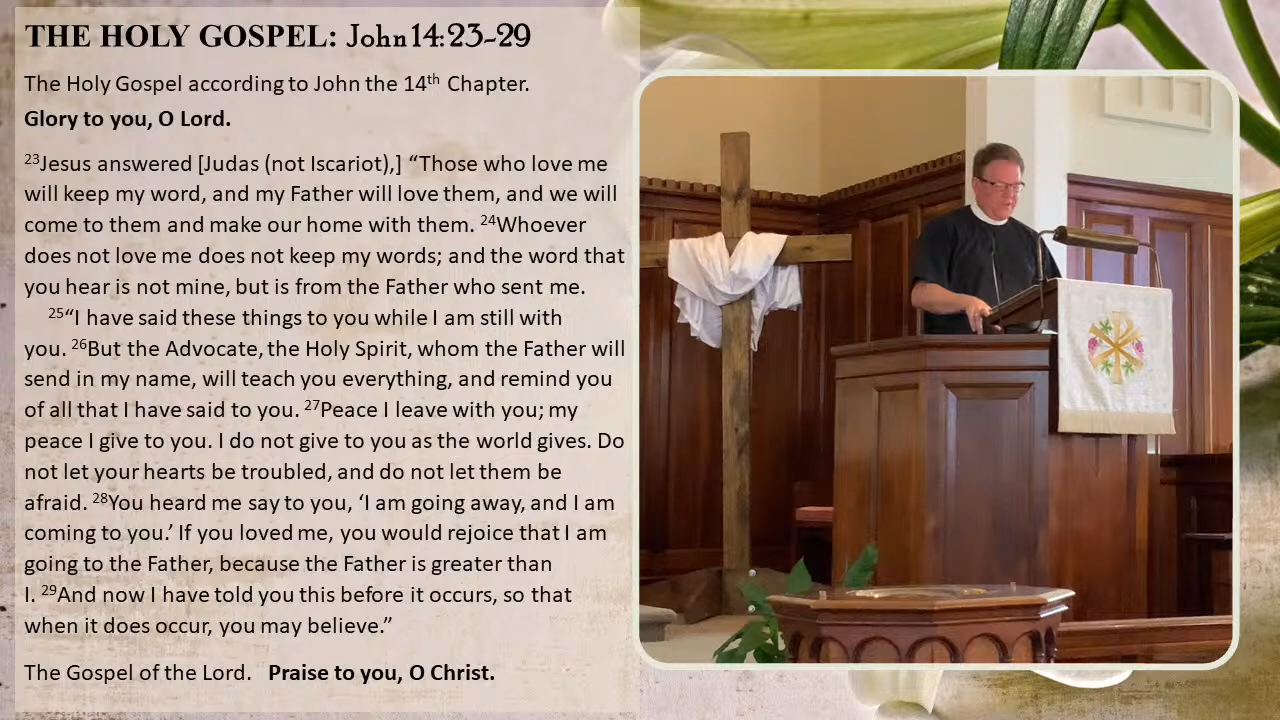 THE HOLY GOSPEL: John 14:23-29
The Holy Gospel according to John the 14th Chapter.
Glory to you, O Lord.
23Jesus answered [Judas (not Iscariot),] “Those who love me
will keep my word, and my Father will love them, and we will
come to them and make our home with them. 24Whoever
does not love me does not keep my words; and the word that
you hear is not mine, but is from the Father who sent me.
25“I have said these things to you while I am still with
you. 26But the Advocate, the Holy Spirit, whom the Father will
send in my name, will teach you everything, and remind you
of all that I have said to you. 27Peace I leave with you; my
peace I give to you. I do not give to you as the world gives. Do
not let your hearts be troubled, and do not let them be
afraid. 28You heard me say to you, ‘I am going away, and I am
coming to you.’ If you loved me, you would rejoice that I am
going to the Father, because the Father is greater than
I. 29And now I have told you this before it occurs, so that
when it does occur, you may believe.”
The Gospel of the Lord. Praise to you, O Christ.